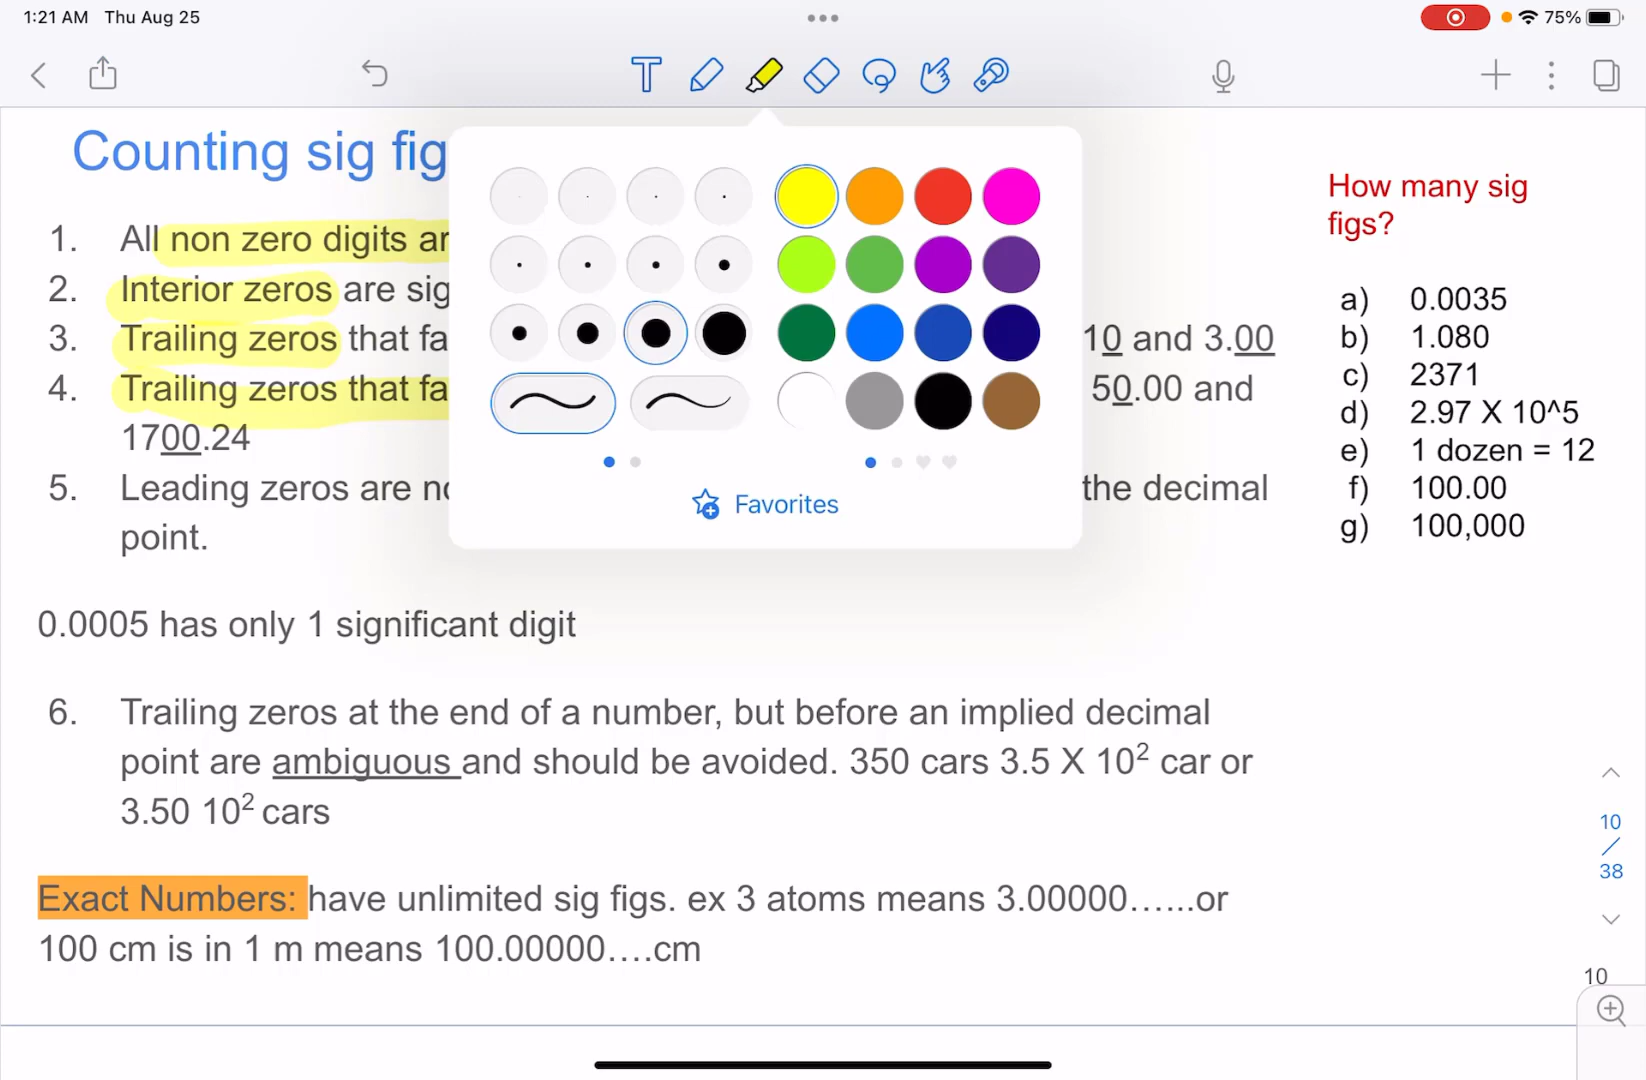 1:21 AM Thu Aug 25
75%
T
Counting sig fig
1. All non zero digits ar
2. Interior zeros are sig
3. Trailing zeros that fa
10 and 3.00
4. Trailing zeros that fa
50.00 and
1700.24
5. Leading zeros are no
the decimal
point.
Favorites
0.0005 has only 1 significant digit
6. Trailing zeros at the end of a number, but before an implied decimal
point are ambiguous and should be avoided. 350 cars 3.5 X 10² car or
3.50 10² cars
Exact Numbers: have unlimited sig figs. ex 3 atoms means 3.00000…...or
100 cm is in 1 m means 100.00000….cm
How many sig
figs?
a) 0.0035
b) 1.080
c) 2371
d) 2.97 X 10^5
e) 1 dozen = 12
f) 100.00
g) 100,000
10
/
38
10